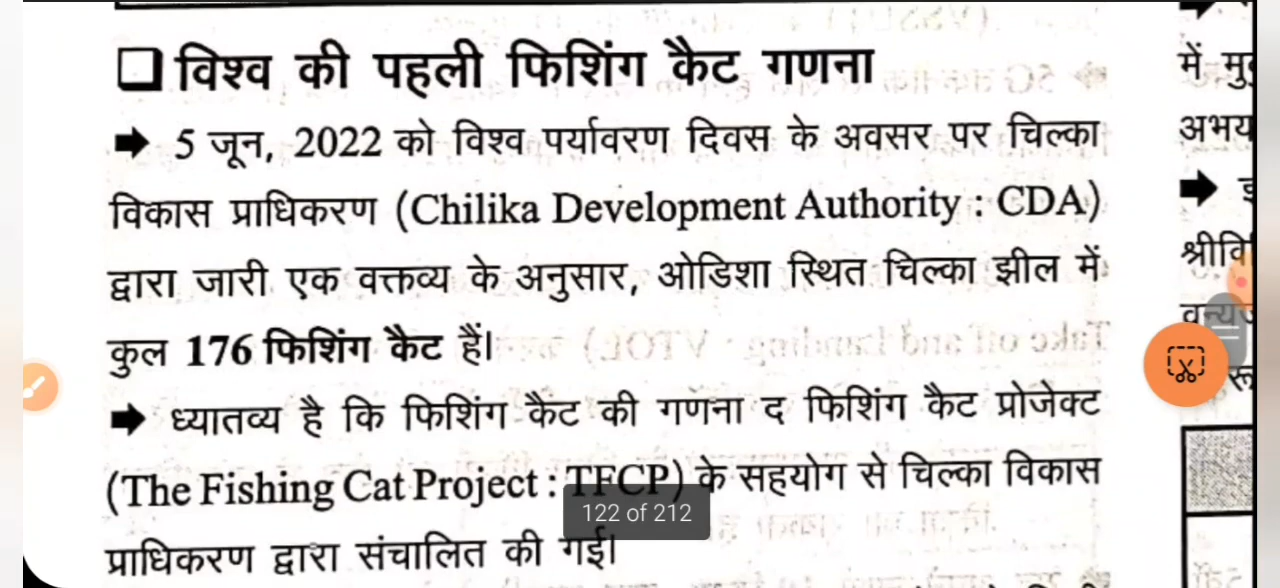 ❑ विश्व की पहली फिशिंग कैट गणना
➡ 5 जून, 2022 को विश्व पर्यावरण दिवस के अवसर पर चिल्का
विकास प्राधिकरण (Chilika Development Authority : CDA)
द्वारा जारी एक वक्तव्य के अनुसार, ओडिशा स्थित चिल्का झील में
कुल 176 फिशिंग कैट हैं।
➡ ध्यातव्य है कि फिशिंग कैट की गणना द फिशिंग कैट प्रोजेक्ट
(The Fishing Cat Project : TFCP) के सहयोग से चिल्का विकास
122 of 212
प्राधिकरण द्वारा संचालित की गई।
में
अभय
➡